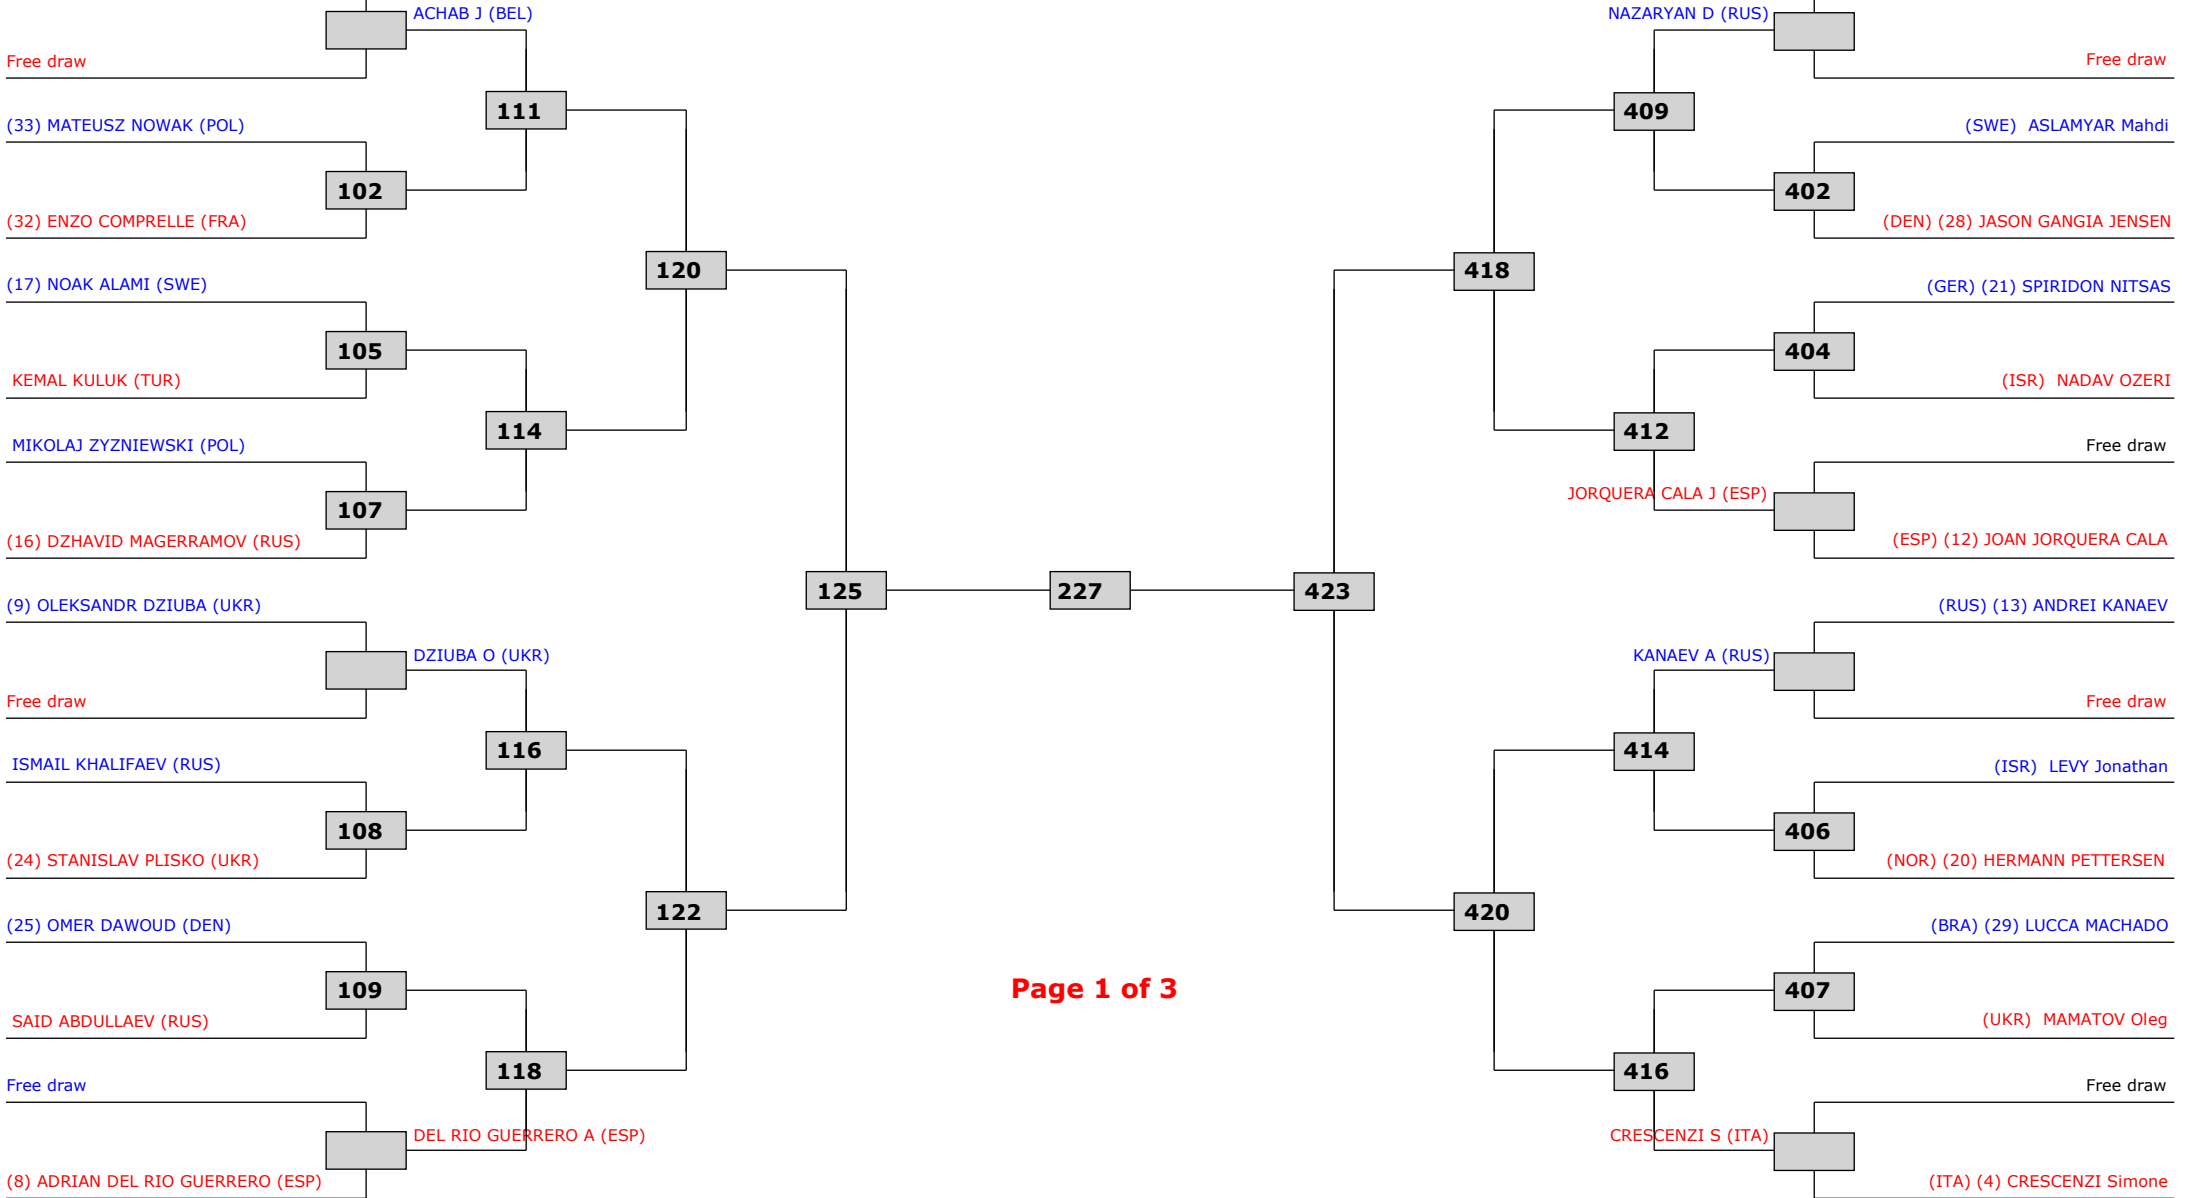 ACHAB J (BEL)
Free draw
111
(33) MATEUSZ NOWAK (POL)
102
(32) ENZO COMPRELLE (FRA)
120
(17) NOAK ALAMI (SWE)
105
KEMAL KULUK (TUR)
114
MIKOLAJ ZYZNIEWSKI (POL)
107
(16) DZHAVID MAGERRAMOV (RUS)
125
(9) OLEKSANDR DZIUBA (UKR)
DZIUBA O (UKR)
Free draw
116
ISMAIL KHALIFAEV (RUS)
108
(24) STANISLAV PLISKO (UKR)
122
(25) OMER DAWOUD (DEN)
109
SAID ABDULLAEV (RUS)
118
Free draw
DEL RIO GUERRERO A (ESP)
(8) ADRIAN DEL RIO GUERRERO (ESP)
227
Page 1 of 3
NAZARYAN D (RUS)
Free draw
409
(SWE) ASLAMYAR Mahdi
402
(DEN) (28) JASON GANGIA JENSEN
418
(GER) (21) SPIRIDON NITSAS
404
(ISR) NADAV OZERI
412
Free draw
JORQUERA CALA J (ESP)
(ESP) (12) JOAN JORQUERA CALA
423
(RUS) (13) ANDREI KANAEV
KANAEV A (RUS)
Free draw
414
(ISR) LEVY Jonathan
406
(NOR) (20) HERMANN PETTERSEN
420
(BRA) (29) LUCCA MACHADO
407
(UKR) MAMATOV Oleg
416
Free draw
CRESCENZI S (ITA)
(ITA) (4) CRESCENZI Simone